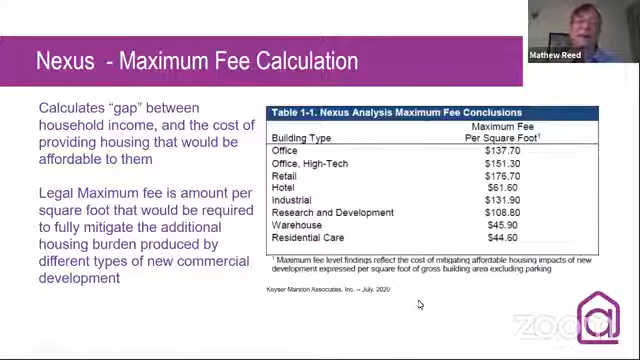 Nexus - Maximum Fee Calculation
Mathew Reed
Calculates “gap” between
household income, and the cost of
providing housing that would be
affordable to them
Legal Maximum fee is amount per
square foot that would be required
to fully mitigate the additional
housing burden produced by
different types of new commercial
development
Table 1-1. Nexus Analysis Maximum Fee Conclusions
Maximum Fee
Building Type Per Square Foot¹
Office $137.70
Office, High-Tech $151.30
Retail $176.70
Hotel $61.60
Industrial $131.90
Research and Development $108.80
Warehouse $45.90
Residential Care $44.60
¹ Maximum fee level findings reflect the cost of mitigating affordable housing impacts of new
development expressed per square foot of gross building area excluding parking
Keyser Marston Associates, Inc. – July, 2020
zoom